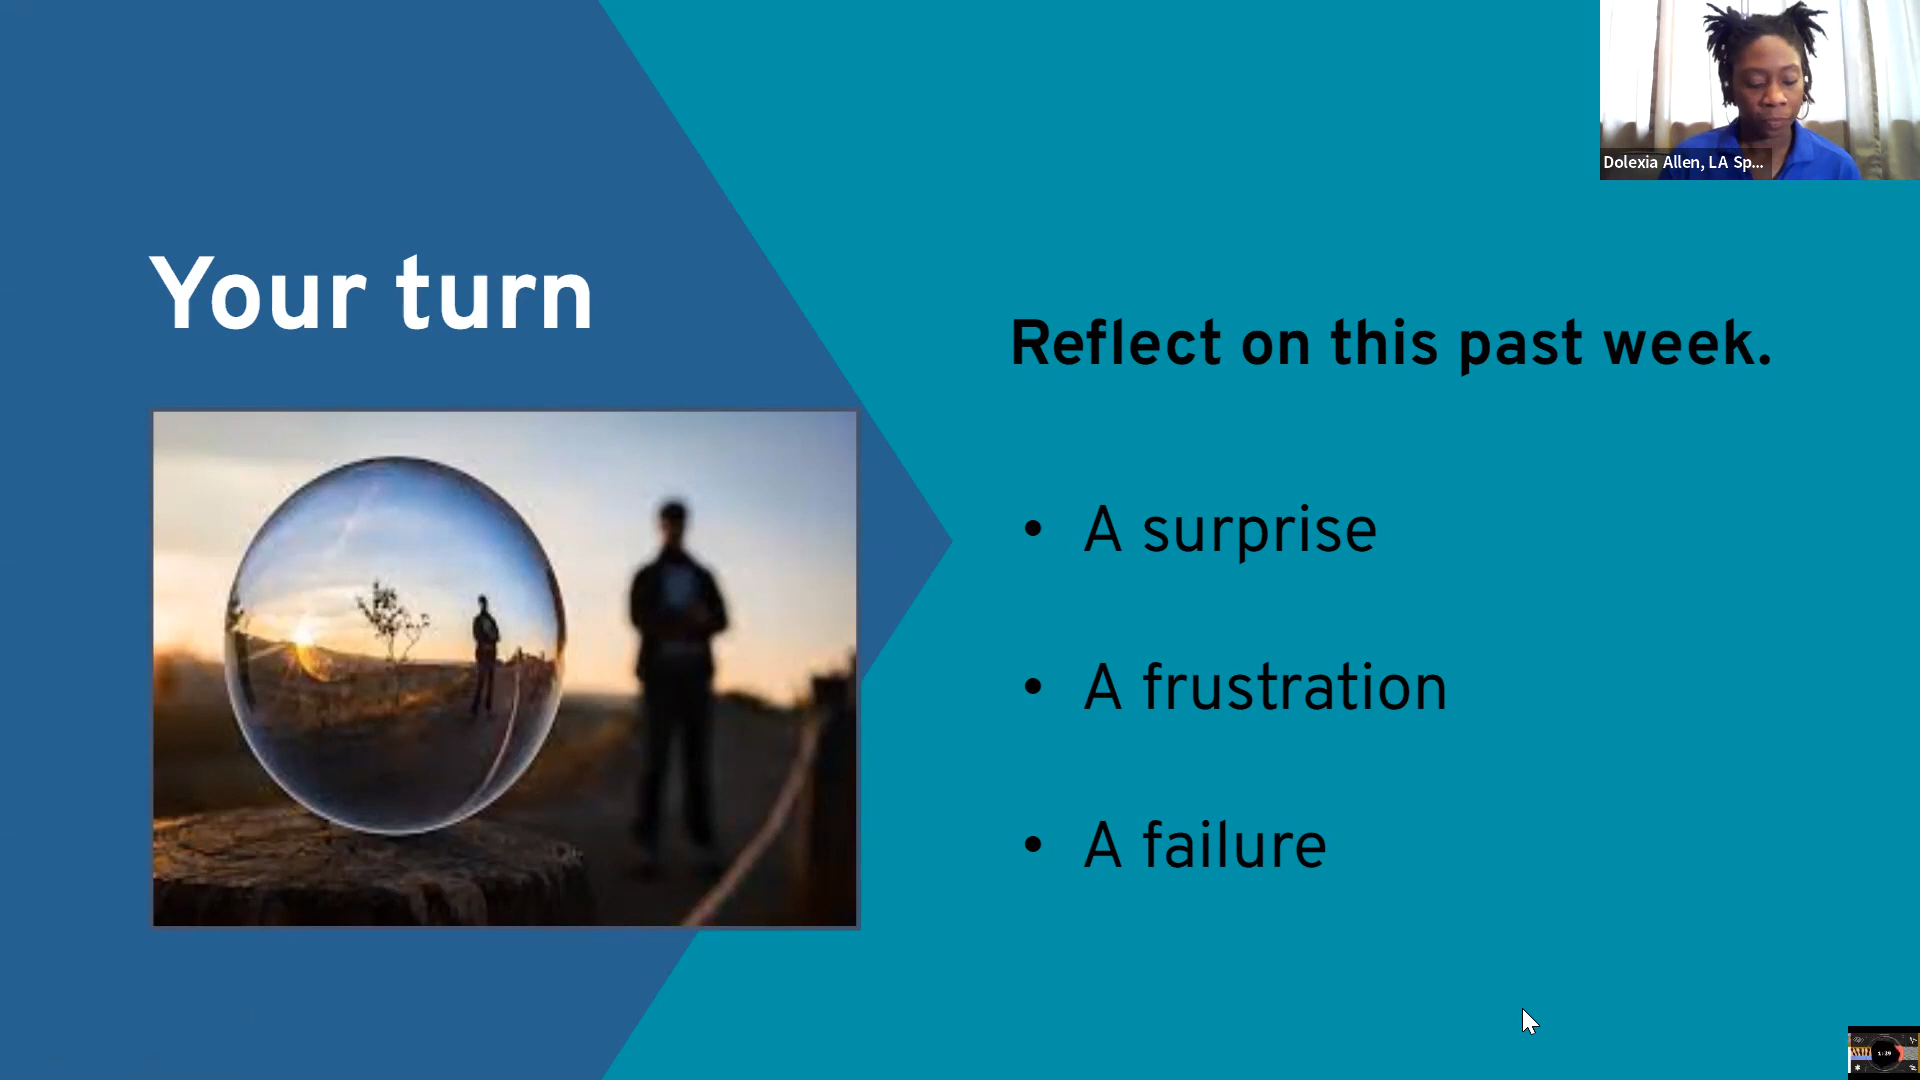 Dolexia Allen, LA Sp...
Your turn
Reflect on this past week.
• A surprise
• A frustration
• A failure